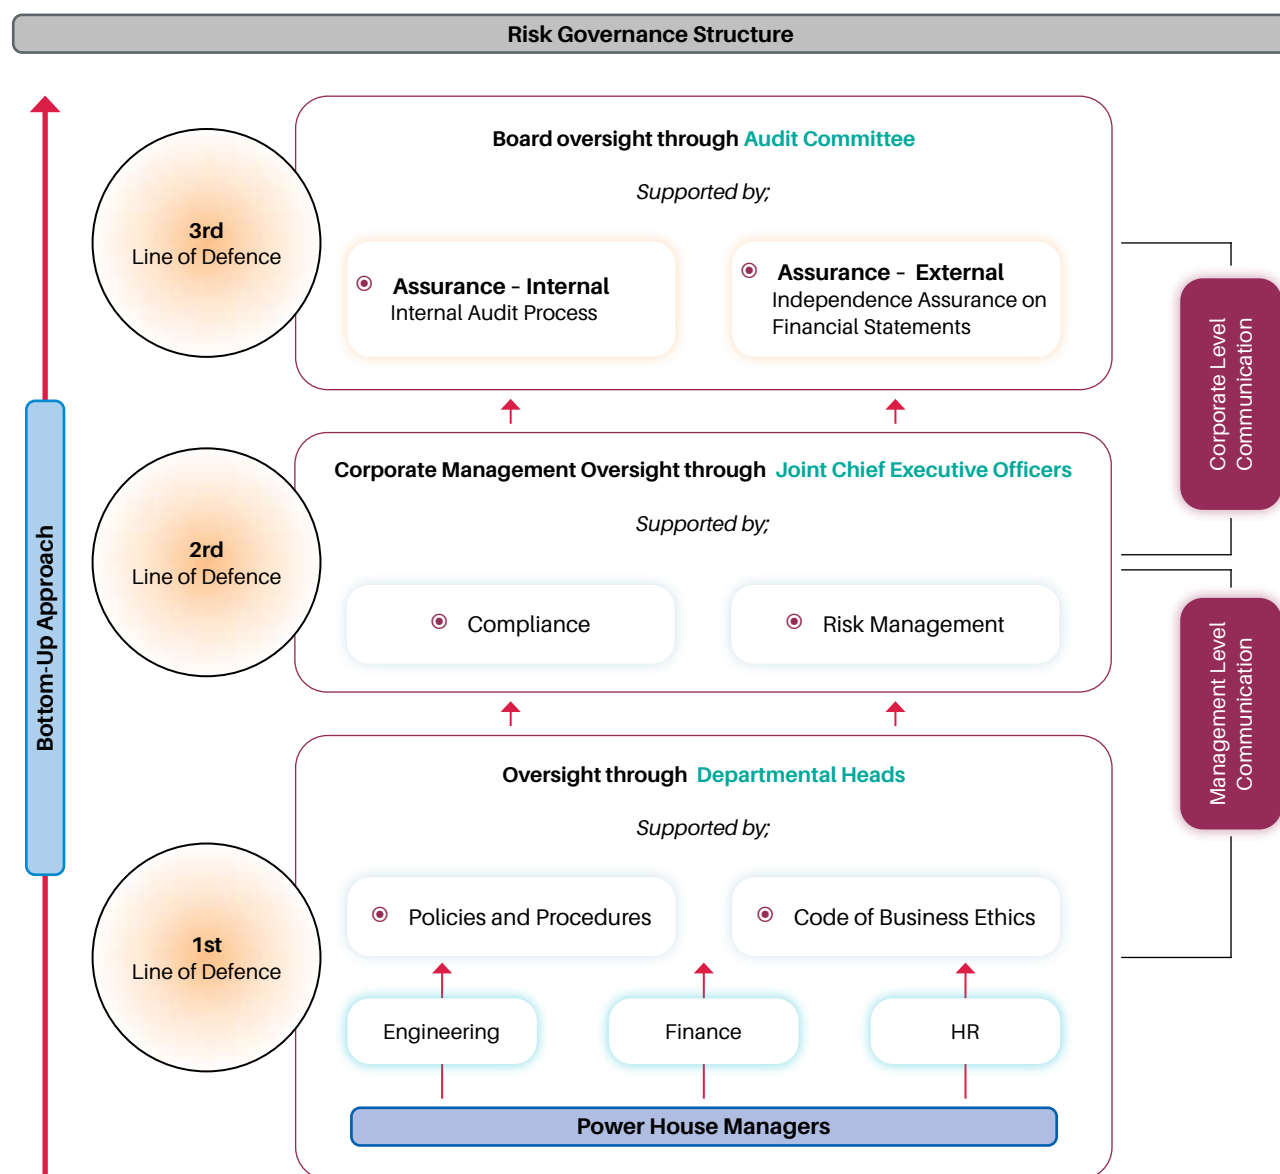 Risk Governance Structure
Board oversight through Audit Committee
Supported by;
3rd
Line of Defence
Assurance – Internal
Internal Audit Process
Assurance – External
Independence Assurance on
Financial Statements
Corporate Level
Communication
Corporate Management Oversight through Joint Chief Executive Officers
Supported by;
2rd
Line of Defence
Compliance
Risk Management
Bottom-Up Approach
Management Level
Communication
Oversight through Departmental Heads
Supported by;
1st
Line of Defence
Policies and Procedures
Code of Business Ethics
Engineering
Finance
HR
Power House Managers